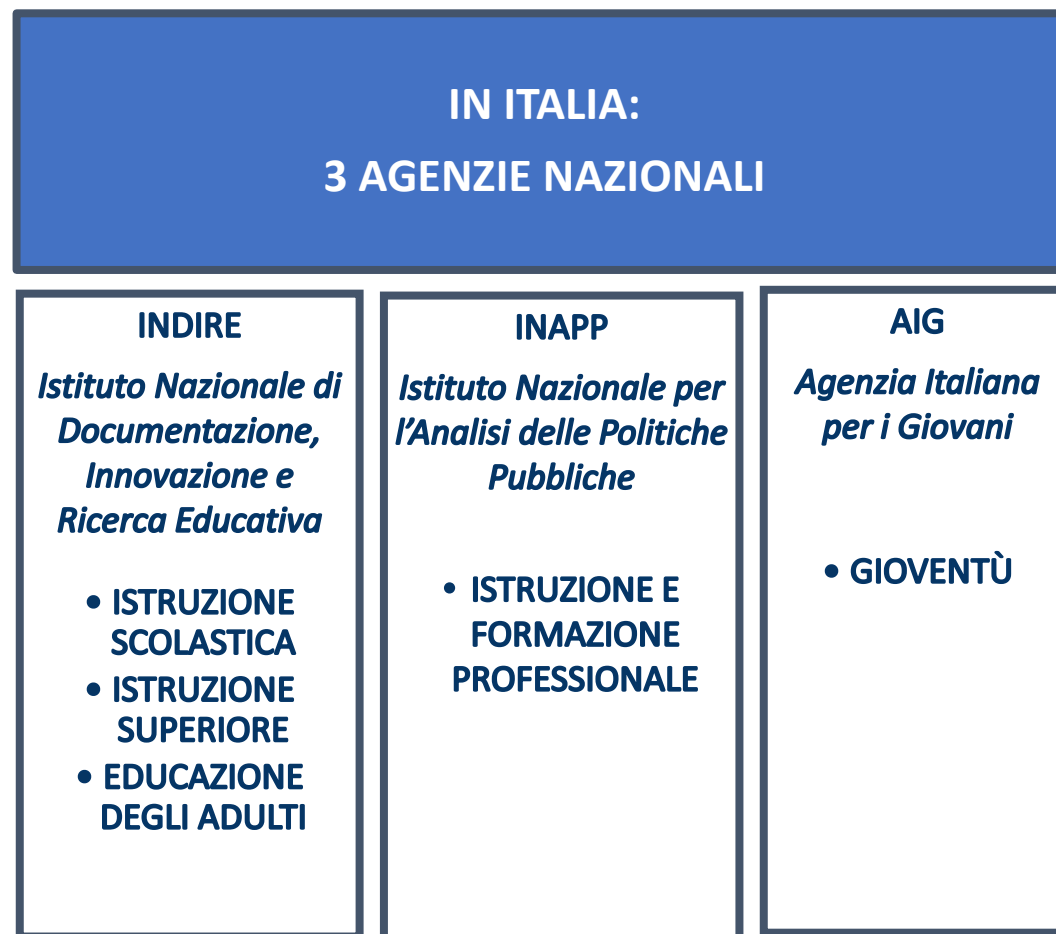 IN ITALIA:
3 AGENZIE NAZIONALI
INDIRE
Istituto Nazionale di
Documentazione,
Innovazione e
Ricerca Educativa
• ISTRUZIONE
SCOLASTICA
• ISTRUZIONE
SUPERIORE
• EDUCAZIONE
DEGLI ADULTI
INAPP
Istituto Nazionale per
l’Analisi delle Politiche
Pubbliche
• ISTRUZIONE E
FORMAZIONE
PROFESSIONALE
AIG
Agenzia Italiana
per i Giovani
• GIOVENTÙ